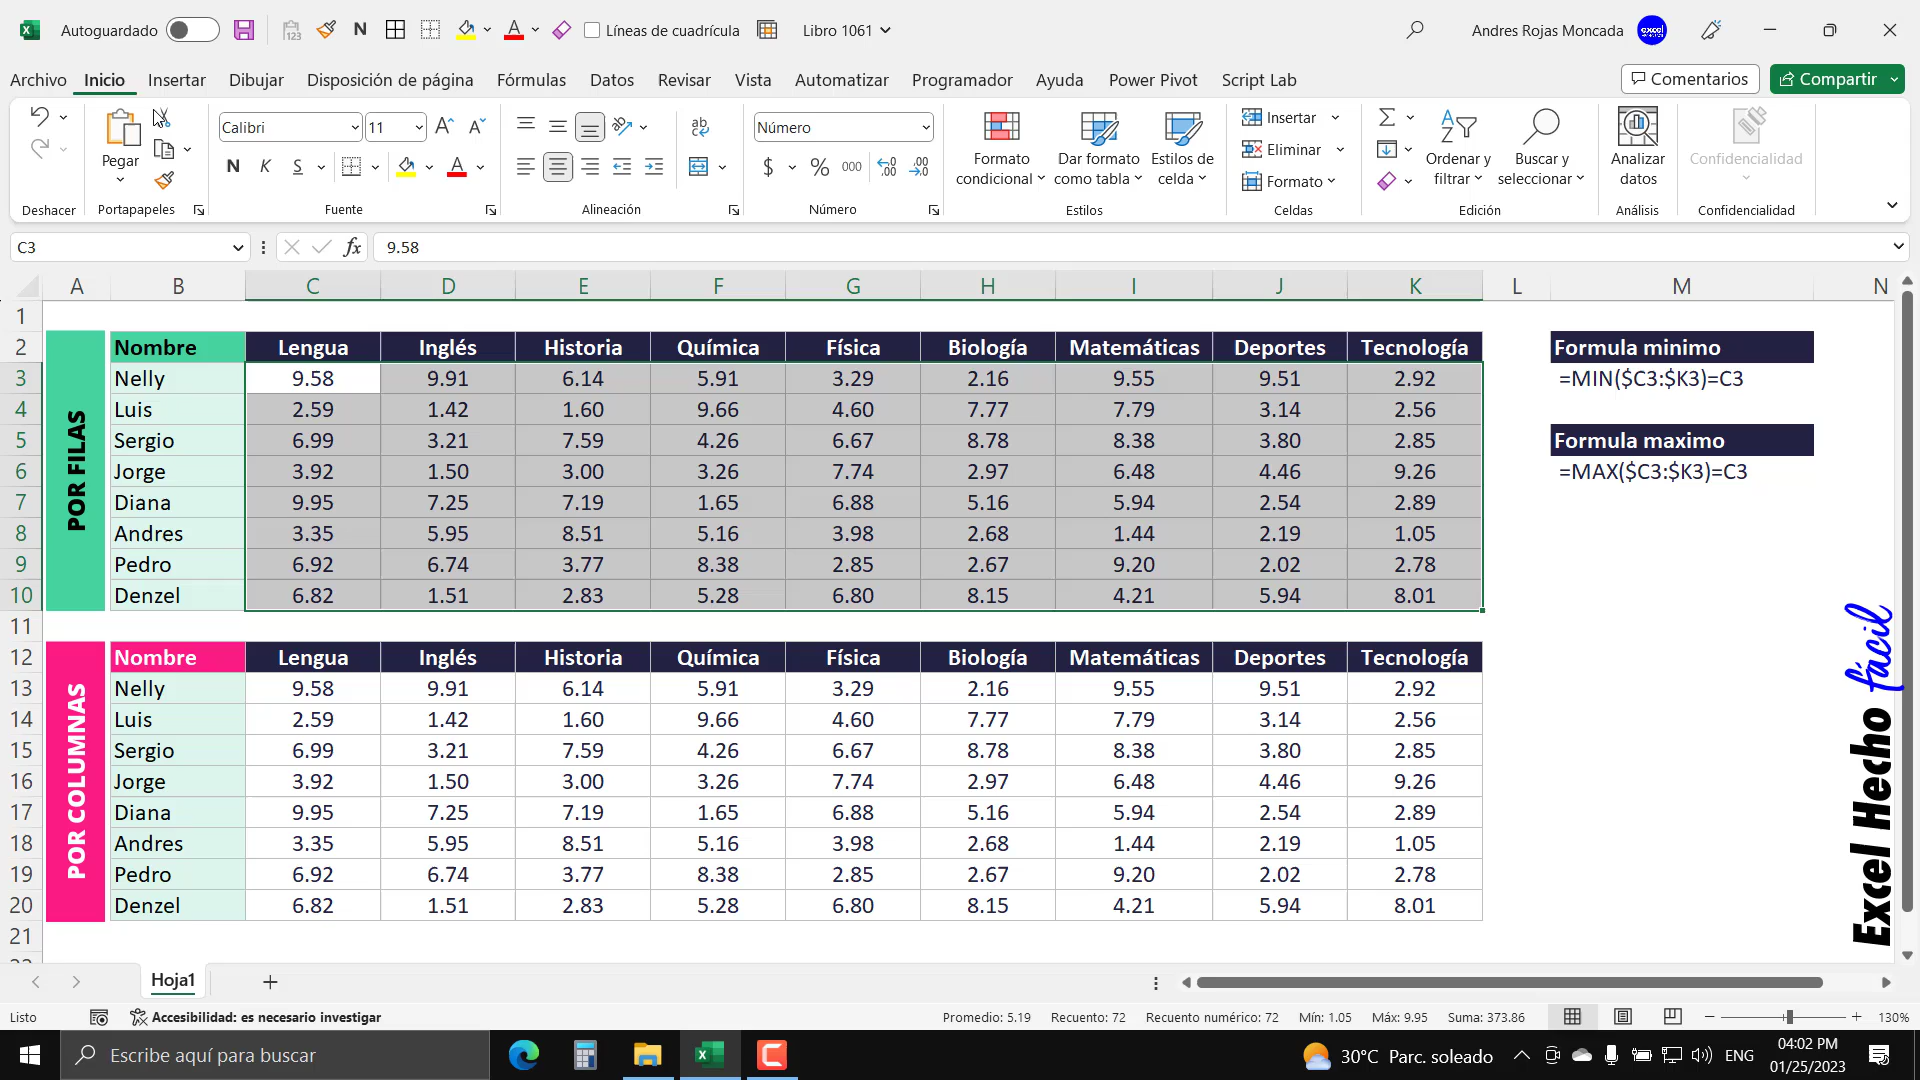 Autoguardado
Líneas de cuadrícula
Libro 1061
Andres Rojas Moncada
excel
Archivo Inicio Insertar Dibujar Disposición de página Fórmulas Datos Revisar Vista Automatizar Programador Ayuda Power Pivot Script Lab
Comentarios
Compartir
Pegar
Calibri
11
Número
Formato condicional
Dar formato como tabla
Estilos de celda
Insertar
Eliminar
Formato
Ordenar y filtrar
Buscar y seleccionar
Analizar datos
Confidencialidad
Deshacer Portapapeles Fuente Alineación Número Estilos Celdas Edición Análisis Confidencialidad
C3
fx
9.58
A B C D E F G H I J K L M N
1
2 Nombre Lengua Inglés Historia Química Física Biología Matemáticas Deportes Tecnología Formula minimo
3 Nelly 9.58 9.91 6.14 5.91 3.29 2.16 9.55 9.51 2.92 =MIN($C3:$K3)=C3
4 Luis 2.59 1.42 1.60 9.66 4.60 7.77 7.79 3.14 2.56
5 Sergio 6.99 3.21 7.59 4.26 6.67 8.78 8.38 3.80 2.85 Formula maximo
6 Jorge 3.92 1.50 3.00 3.26 7.74 2.97 6.48 4.46 9.26 =MAX($C3:$K3)=C3
7 Diana 9.95 7.25 7.19 1.65 6.88 5.16 5.94 2.54 2.89
8 Andres 3.35 5.95 8.51 5.16 3.98 2.68 1.44 2.19 1.05
9 Pedro 6.92 6.74 3.77 8.38 2.85 2.67 9.20 2.02 2.78
10 Denzel 6.82 1.51 2.83 5.28 6.80 8.15 4.21 5.94 8.01
POR FILAS
11
12 Nombre Lengua Inglés Historia Química Física Biología Matemáticas Deportes Tecnología
13 Nelly 9.58 9.91 6.14 5.91 3.29 2.16 9.55 9.51 2.92
14 Luis 2.59 1.42 1.60 9.66 4.60 7.77 7.79 3.14 2.56
15 Sergio 6.99 3.21 7.59 4.26 6.67 8.78 8.38 3.80 2.85
16 Jorge 3.92 1.50 3.00 3.26 7.74 2.97 6.48 4.46 9.26
17 Diana 9.95 7.25 7.19 1.65 6.88 5.16 5.94 2.54 2.89
18 Andres 3.35 5.95 8.51 5.16 3.98 2.68 1.44 2.19 1.05
19 Pedro 6.92 6.74 3.77 8.38 2.85 2.67 9.20 2.02 2.78
20 Denzel 6.82 1.51 2.83 5.28 6.80 8.15 4.21 5.94 8.01
POR COLUMNAS
21
Excel Hecho fácil
Hoja1
Listo
Accesibilidad: es necesario investigar
Promedio: 5.19 Recuento: 72 Recuento numérico: 72 Mín: 1.05 Máx: 9.95 Suma: 373.86
130%
Escribe aquí para buscar
30°C Parc. soleado
ENG
04:02 PM
01/25/2023